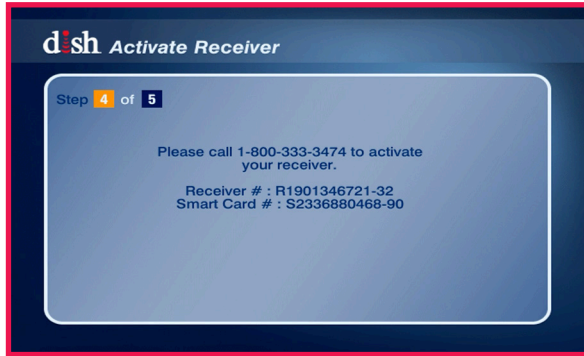 dish Activate Receiver
Step 4 of 5
Please call 1-800-333-3474 to activate
your receiver.
Receiver # : R1901346721-32
Smart Card # : S2336880468-90